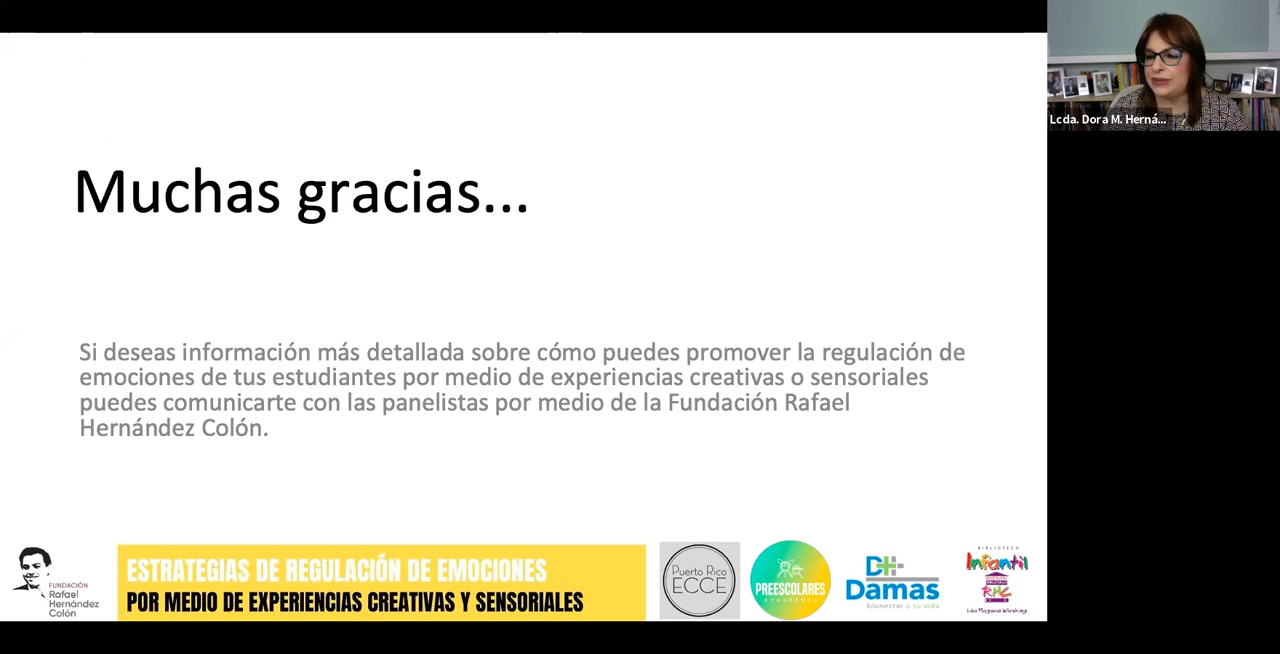 Lcda. Dora M. Herná...
Muchas gracias...
Si deseas información más detallada sobre cómo puedes promover la regulación de
emociones de tus estudiantes por medio de experiencias creativas o sensoriales
puedes comunicarte con las panelistas por medio de la Fundación Rafael
Hernández Colón.
FUNDACIÓN
Rafael
Hernández
Colón
ESTRATEGIAS DE REGULACIÓN DE EMOCIONES
POR MEDIO DE EXPERIENCIAS CREATIVAS Y SENSORIALES
Puerto Rico
ECCE
PREESCOLARES
creativos
Damas
bienestar a tu vida
BIBLIOTECA
Infantil
RHC